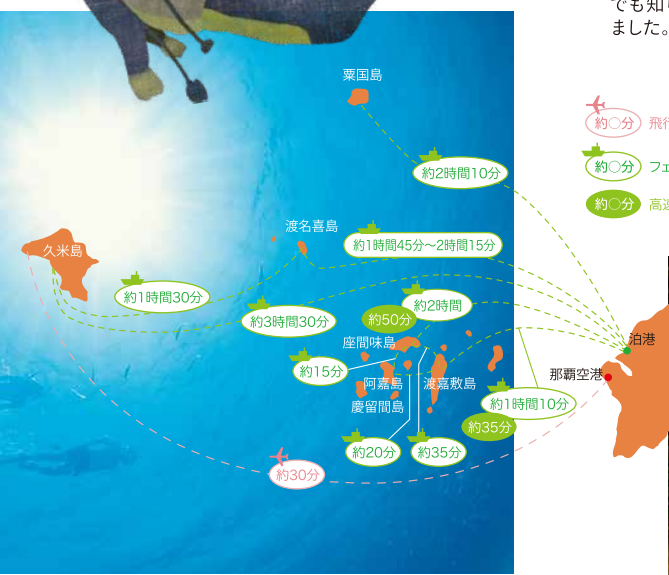 でも知
ました。
粟国島
約○分 飛行
約2時間10分
約○分 フェ
約○分 高速
渡名喜島
約1時間45分～2時間15分
久米島
約1時間30分
約2時間
約3時間30分
約50分
座間味島
泊港
約15分
那覇空港
阿嘉島
渡嘉敷島
慶留間島
約1時間10分
約35分
約20分
約35分
約30分